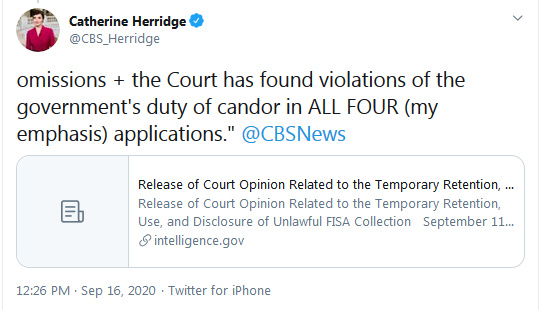 Catherine Herridge
@CBS_Herridge
omissions + the Court has found violations of the
government's duty of candor in ALL FOUR (my
emphasis) applications." @CBSNews
Release of Court Opinion Related to the Temporary Retention, ...
Release of Court Opinion Related to the Temporary Retention,
Use, and Disclosure of Unlawful FISA Collection September 11...
intelligence.gov
12:26 PM · Sep 16, 2020 · Twitter for iPhone